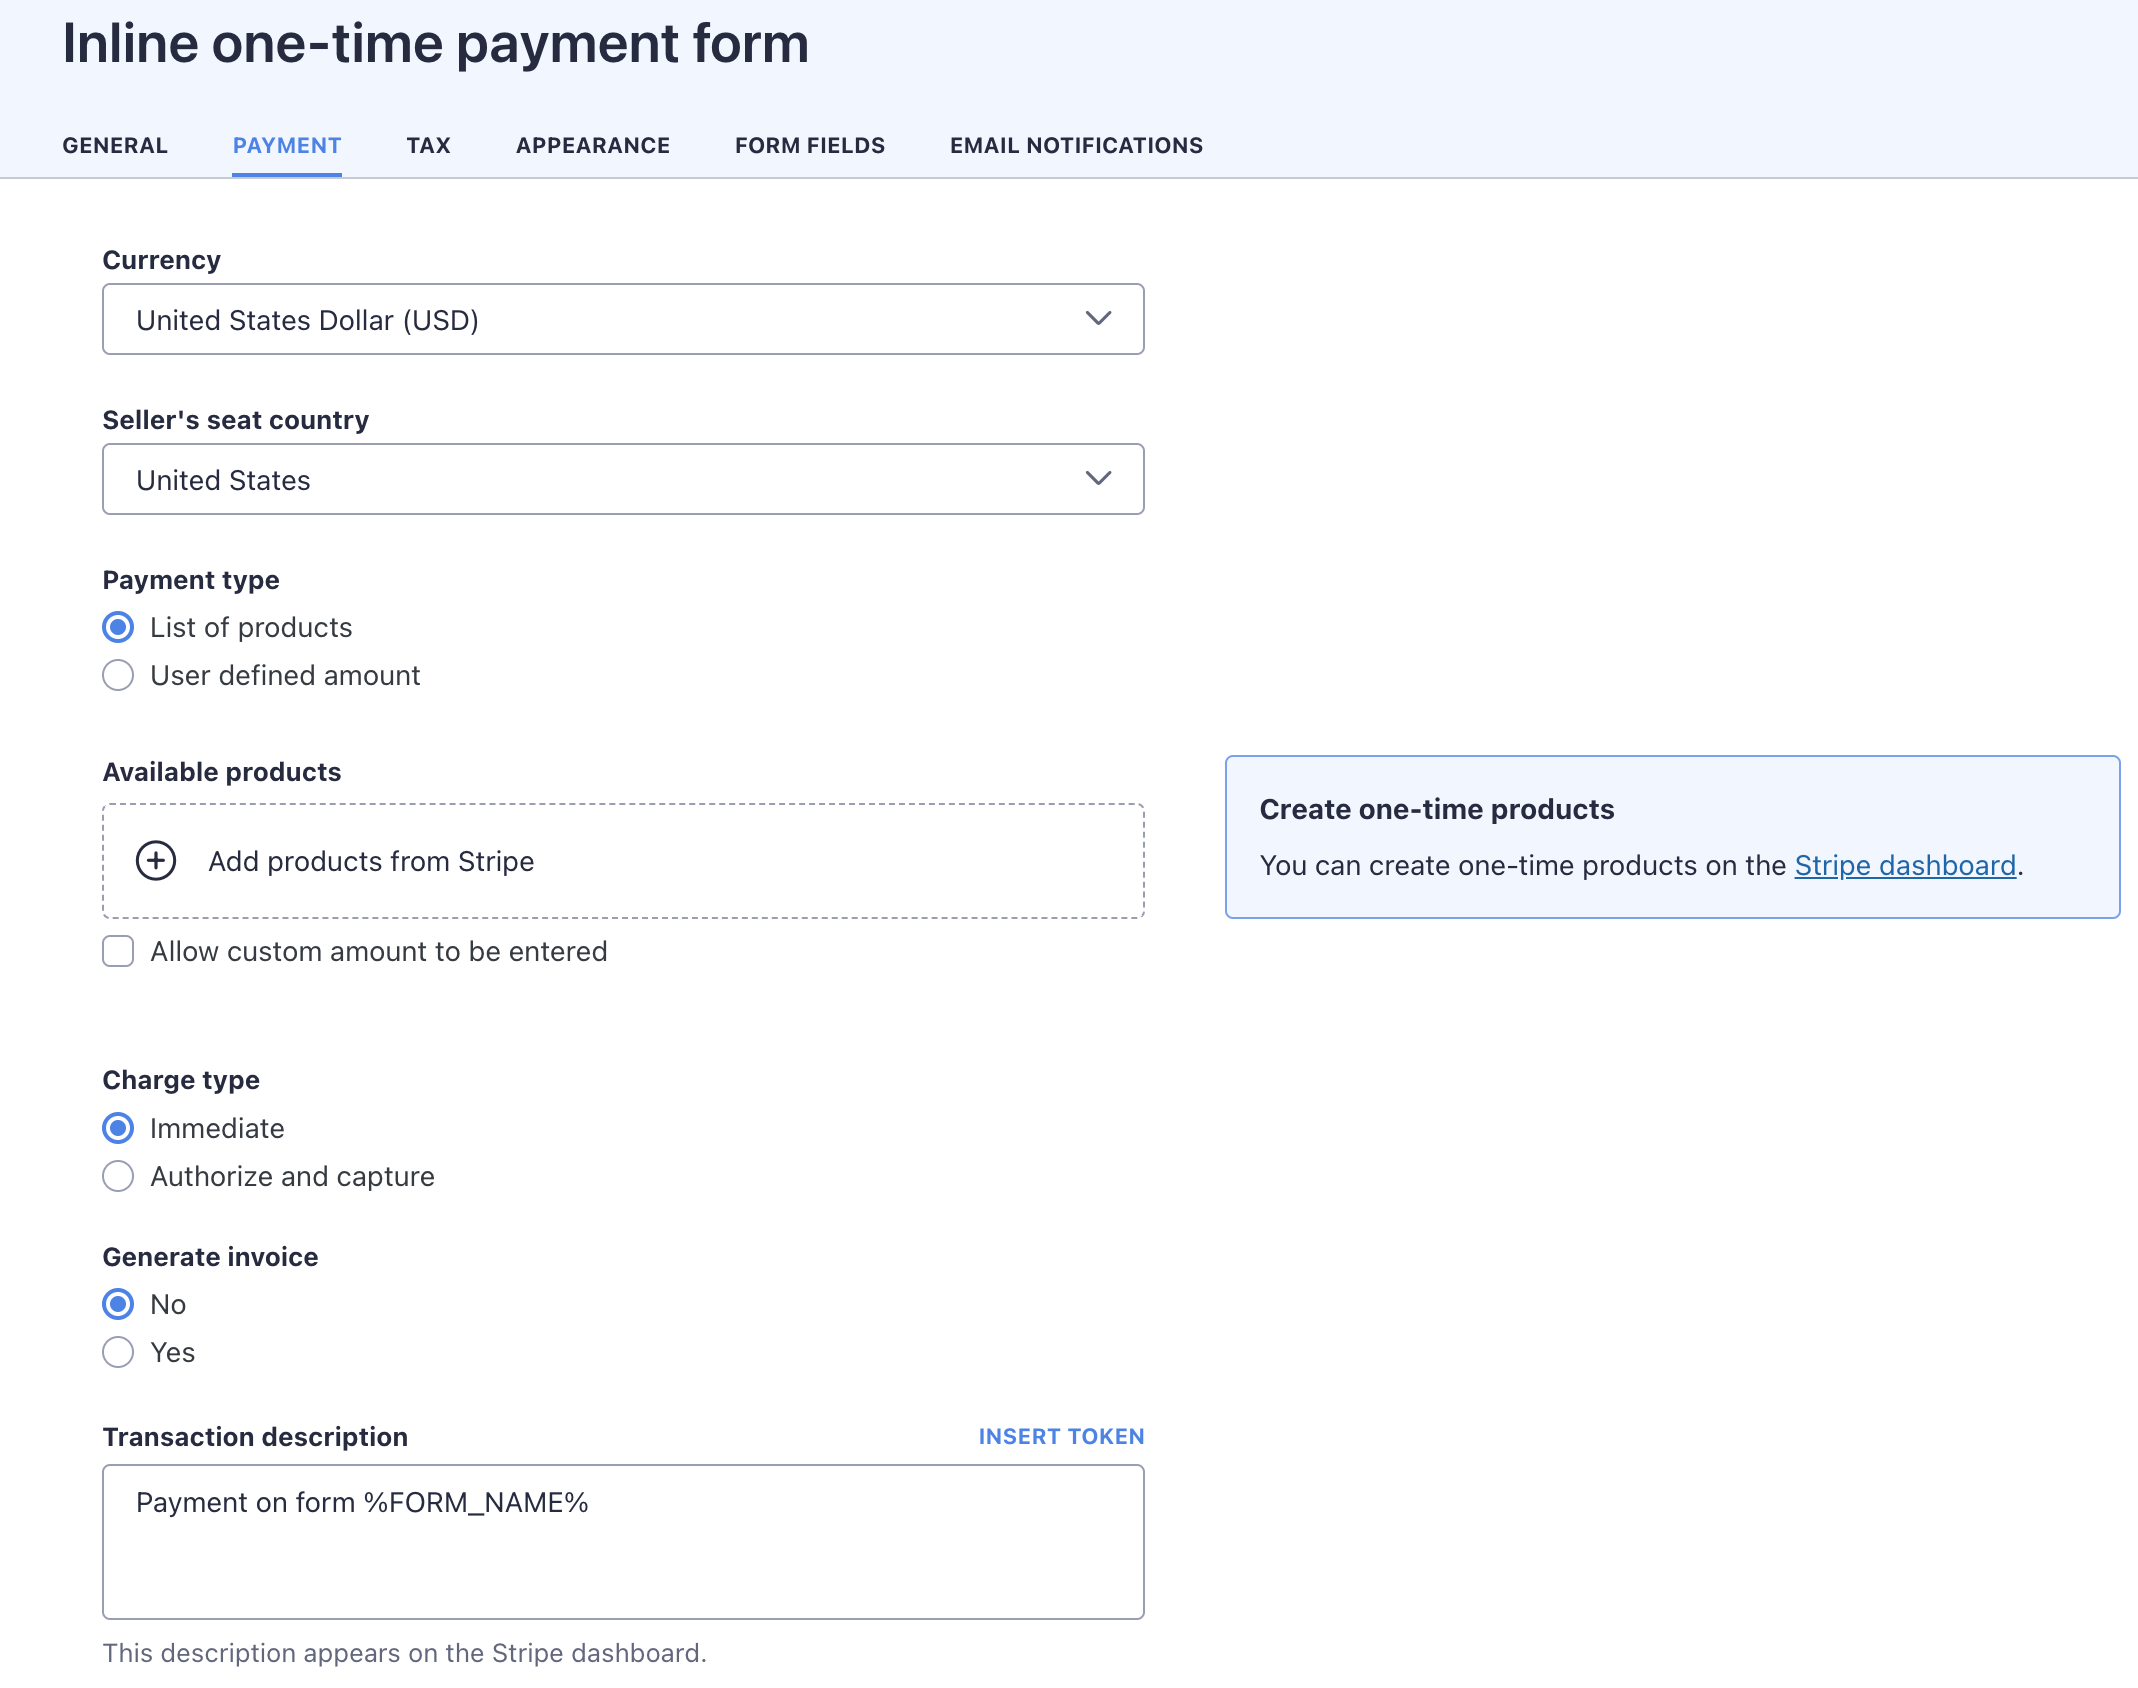 Inline one-time payment form
GENERAL PAYMENT TAX APPEARANCE FORM FIELDS EMAIL NOTIFICATIONS
Currency
United States Dollar (USD)
Seller's seat country
United States
Payment type
List of products
User defined amount
Available products
Add products from Stripe
Allow custom amount to be entered
Create one-time products
You can create one-time products on the Stripe dashboard.
Charge type
Immediate
Authorize and capture
Generate invoice
No
Yes
Transaction description INSERT TOKEN
Payment on form %FORM_NAME%
This description appears on the Stripe dashboard.